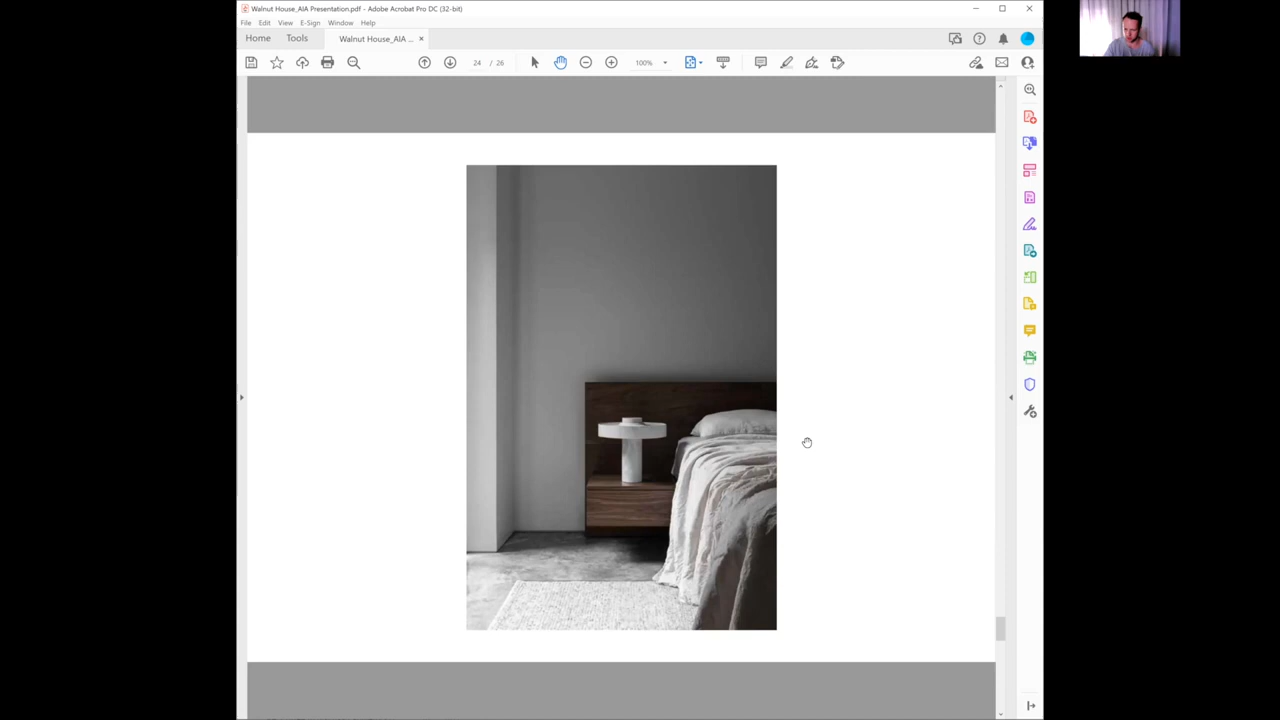 Walnut House_AIA Presentation.pdf - Adobe Acrobat Pro DC (32-bit)
File Edit View E-Sign Window Help
Home Tools Walnut House_AIA ...
24 / 26 100%